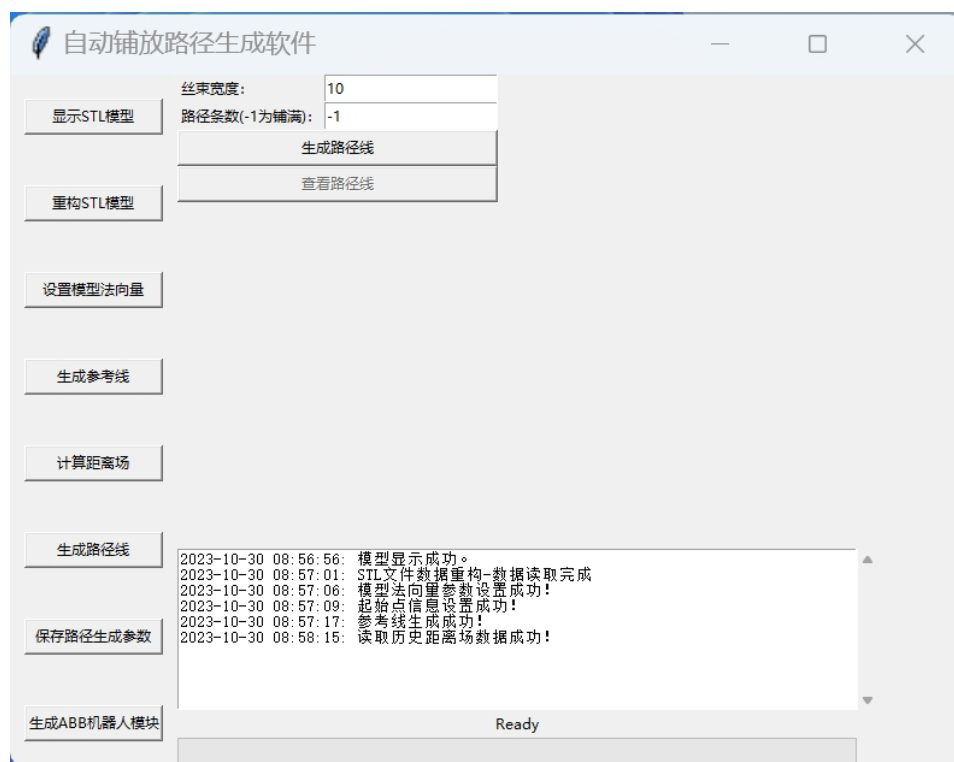 自动铺放路径生成软件
显示STL模型
重构STL模型
设置模型法向量
生成参考线
计算距离场
生成路径线
保存路径生成参数
生成ABB机器人模块
丝束宽度: 10
路径条数(-1为铺满): -1
生成路径线
查看路径线
2023-10-30 08:56:56: 模型显示成功。
2023-10-30 08:57:01: STL文件数据重构-数据读取完成
2023-10-30 08:57:06: 模型法向量参数设置成功!
2023-10-30 08:57:09: 起始点信息设置成功!
2023-10-30 08:57:17: 参考线生成成功!
2023-10-30 08:58:15: 读取历史距离场数据成功!
Ready